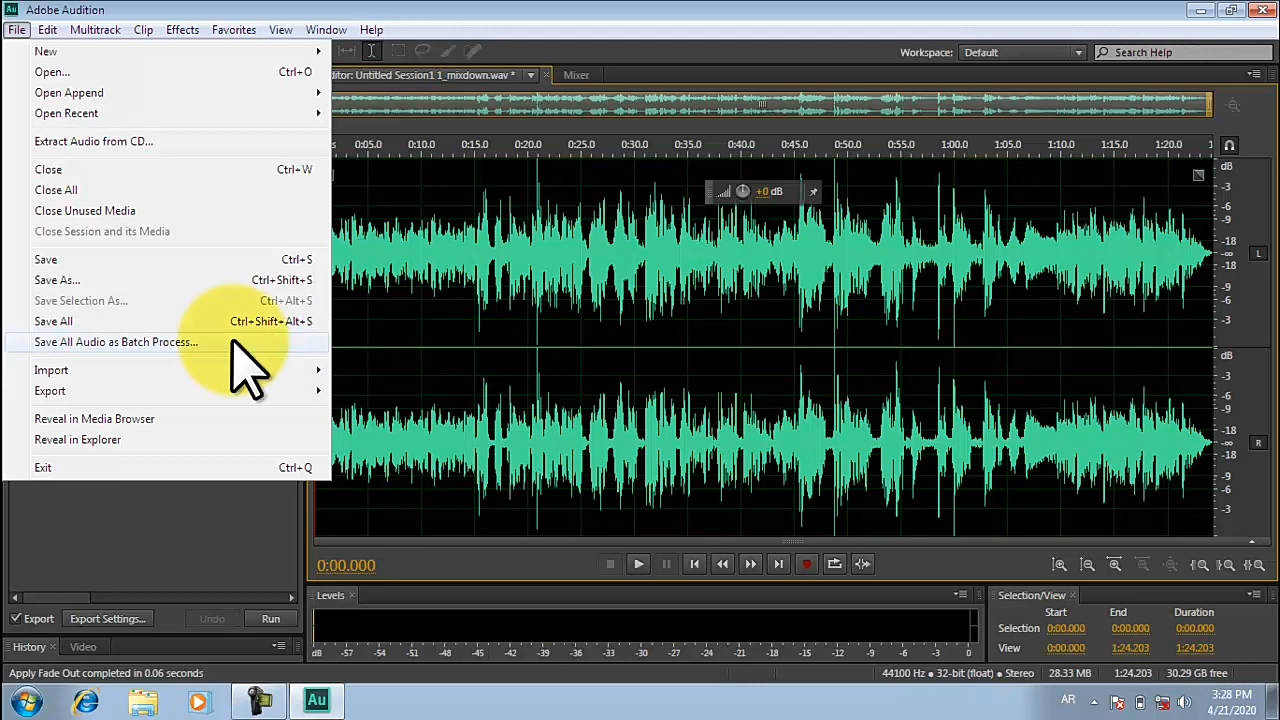 Au Adobe Audition
File Edit Multitrack Clip Effects Favorites View Window Help
New
Open... Ctrl+O
Open Append
Open Recent
Extract Audio from CD...
Close Ctrl+W
Close All
Close Unused Media
Close Session and its Media
Save Ctrl+S
Save As... Ctrl+Shift+S
Save Selection As... Ctrl+Alt+S
Save All Ctrl+Shift+Alt+S
Save All Audio as Batch Process...
Import
Export
Reveal in Media Browser
Reveal in Explorer
Exit Ctrl+Q
Workspace: Default Search Help
ditor: Untitled Session1 1_mixdown.wav * Mixer
0:05.0 0:10.0 0:15.0 0:20.0 0:25.0 0:30.0 0:35.0 0:40.0 0:45.0 0:50.0 0:55.0 1:00.0 1:05.0 1:10.0 1:15.0 1:20.0
+0 dB
dB
-3
-6
-9
-18
-∞
-18
-9
-6
-3
L
dB
-3
-6
-9
-18
-∞
-18
-9
-6
-3
R
0:00.000
Export Export Settings... Undo Run
History Video
Levels
dB -57 -54 -51 -48 -45 -42 -39 -36 -33 -30 -27 -24 -21 -18 -15 -12 -9 -6 -3 0
Selection/View
Start End Duration
Selection 0:00.000 0:00.000 0:00.000
View 0:00.000 1:24.203 1:24.203
Apply Fade Out completed in 0.06 seconds
44100 Hz • 32-bit (float) • Stereo 28.33 MB 1:24.203 30.29 GB free
Au
AR
3:28 PM
4/21/2020